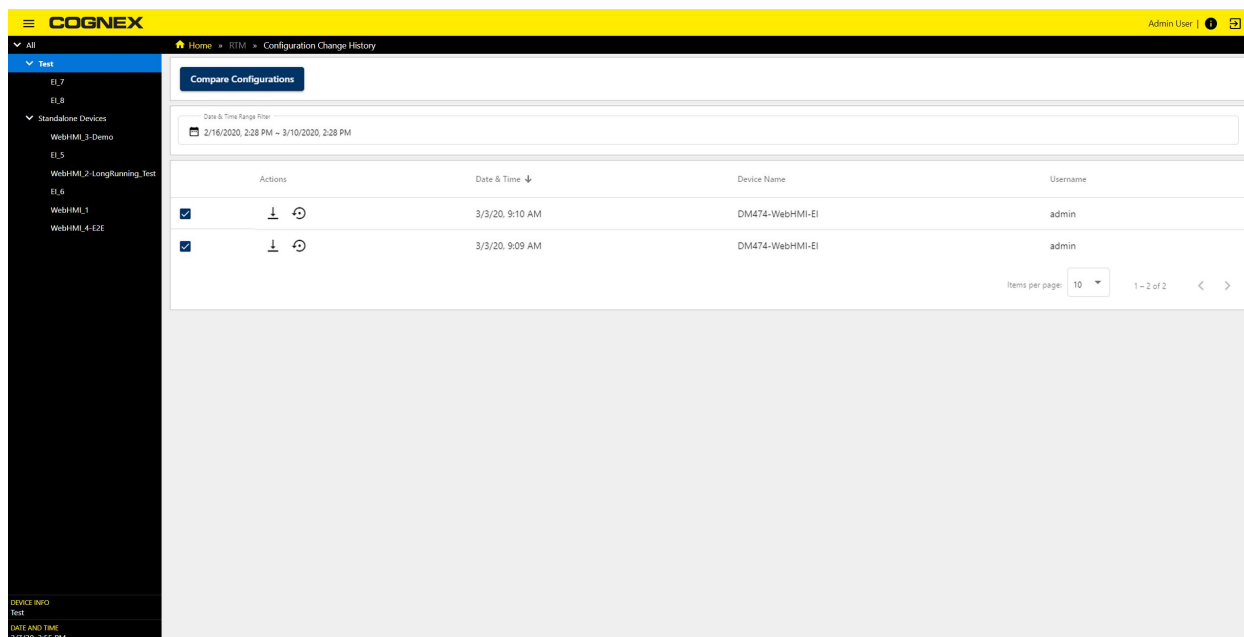 COGNEX
Admin User |
All
Home » RTM » Configuration Change History
Test
EI_7
EI_8
Standalone Devices
WebHMI_3-Demo
EI_5
WebHMI_2-LongRunning_Test
EI_6
WebHMI_1
WebHMI_4-E2E
Compare Configurations
Date & Time Range Filter
2/16/2020, 2:28 PM ~ 3/10/2020, 2:28 PM
Actions Date & Time Device Name Username
3/3/20, 9:10 AM DM474-WebHMI-EI admin
3/3/20, 9:09 AM DM474-WebHMI-EI admin
Items per page: 10 1 – 2 of 2
DEVICE INFO
Test
DATE AND TIME